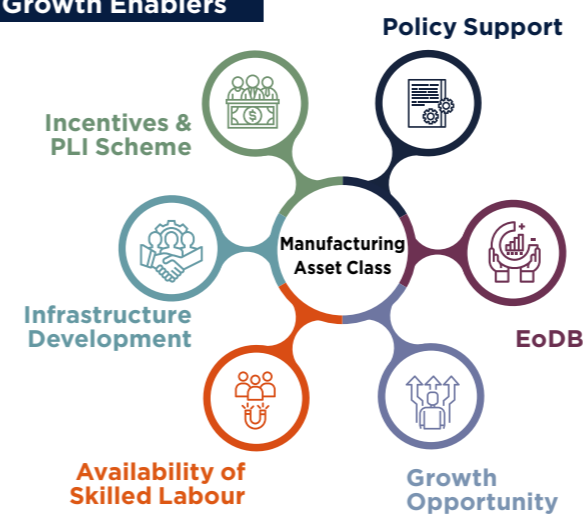 Growth Enablers
Policy Support
Incentives &
PLI Scheme
Manufacturing
Asset Class
Infrastructure
Development
EoDB
Availability of
Skilled Labour
Growth
Opportunity